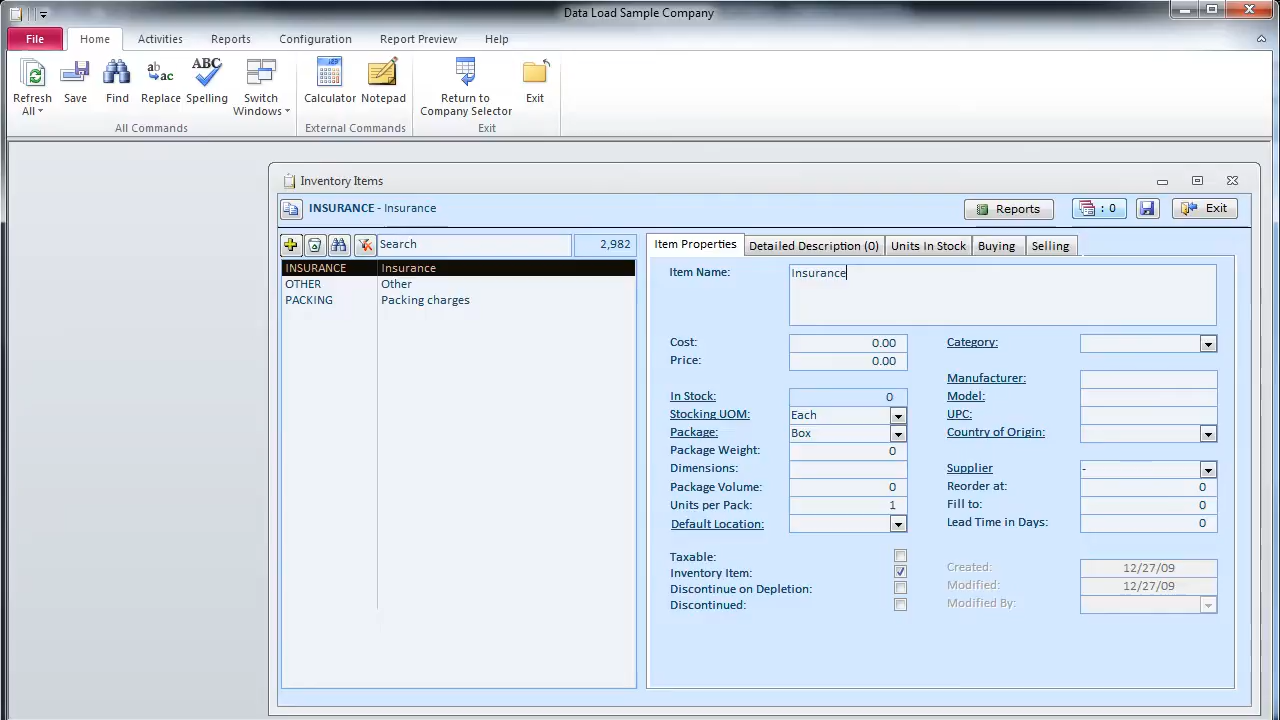 Data Load Sample Company
File Home Activities Reports Configuration Report Preview Help
Refresh All Save Find Replace Spelling Switch Windows Calculator Notepad Return to Company Selector Exit
All Commands External Commands Exit
Inventory Items
INSURANCE - Insurance Reports : 0 Exit
Search 2,982
INSURANCE Insurance
OTHER Other
PACKING Packing charges
Item Properties Detailed Description (0) Units In Stock Buying Selling
Item Name: Insurance
Cost: 0.00 Category:
Price: 0.00
Manufacturer:
In Stock: 0 Model:
Stocking UOM: Each UPC:
Package: Box Country of Origin:
Package Weight: 0
Dimensions: Supplier -
Package Volume: 0 Reorder at: 0
Units per Pack: 1 Fill to: 0
Default Location: Lead Time in Days: 0
Taxable:
Inventory Item: Created: 12/27/09
Discontinue on Depletion: Modified: 12/27/09
Discontinued: Modified By: